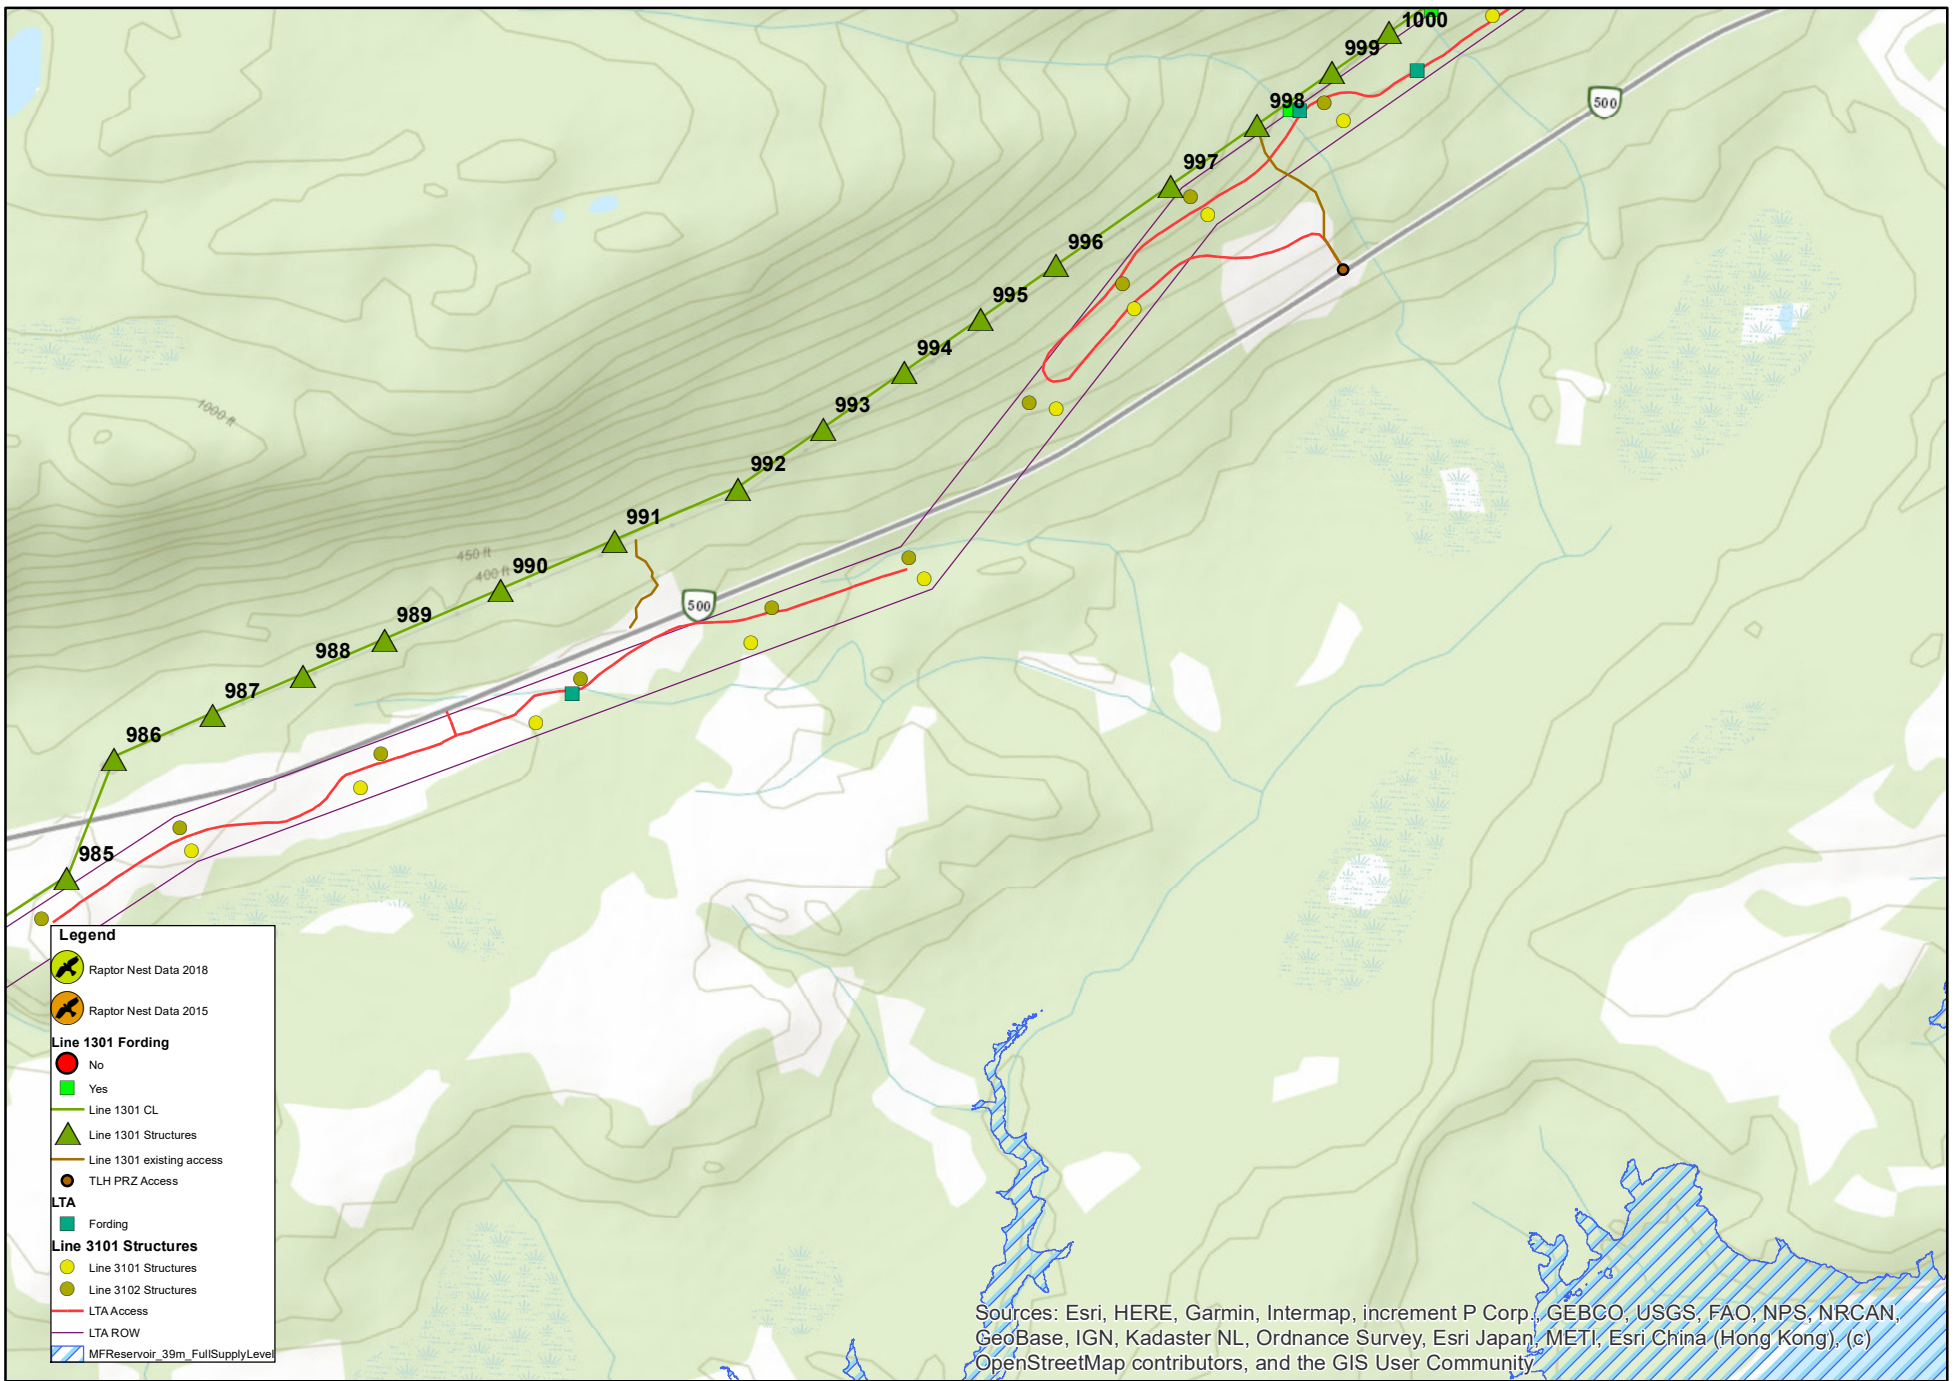 1000
999
500
998
997
996
995
994
1000 ft
993
992
991
450 ft
400 ft
990
500
989
988
987
986
985
Legend
Raptor Nest Data 2018
Raptor Nest Data 2015
Line 1301 Fording
No
Yes
Line 1301 CL
Line 1301 Structures
Line 1301 existing access
TLH PRZ Access
LTA
Fording
Line 3101 Structures
Line 3101 Structures
Line 3102 Structures
LTA Access
LTA ROW
MFReservoir_39m_FullSupplyLevel
Sources: Esri, HERE, Garmin, Intermap, increment P Corp., GEBCO, USGS, FAO, NPS, NRCAN,
GeoBase, IGN, Kadaster NL, Ordnance Survey, Esri Japan, METI, Esri China (Hong Kong), (c)
OpenStreetMap contributors, and the GIS User Community